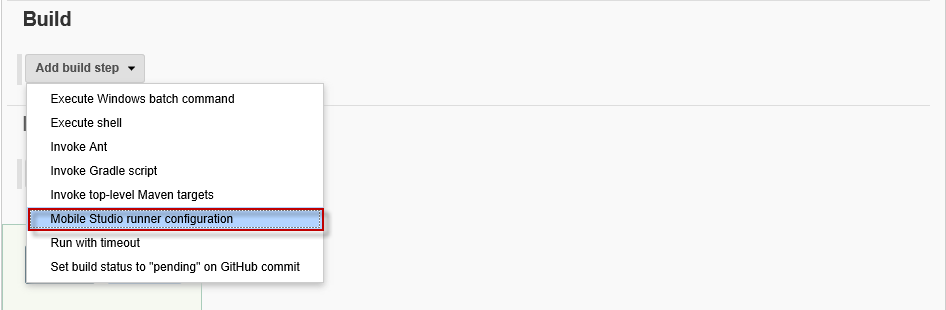 Build
Add build step
Execute Windows batch command
Execute shell
Invoke Ant
Invoke Gradle script
Invoke top-level Maven targets
Mobile Studio runner configuration
Run with timeout
Set build status to "pending" on GitHub commit